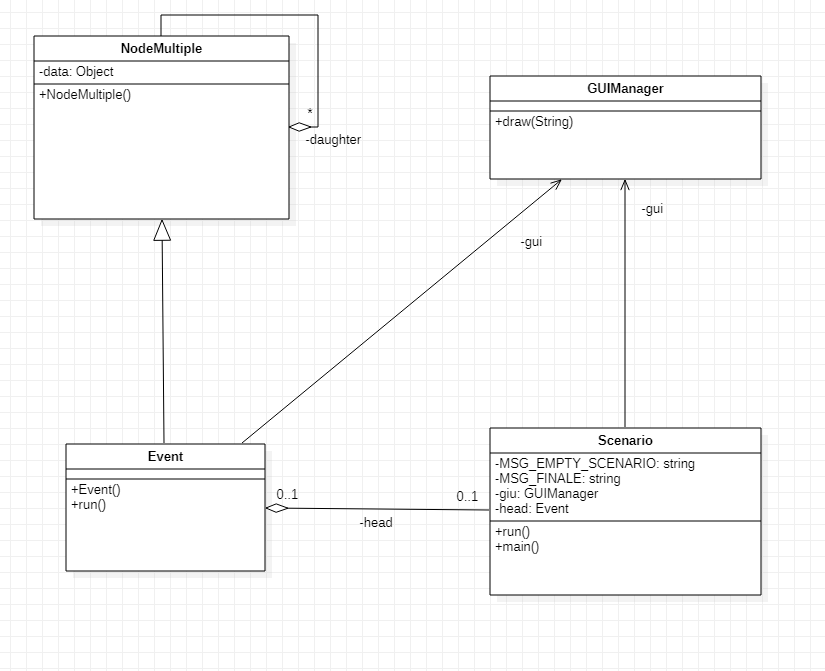 NodeMultiple
-data: Object
+NodeMultiple()
*
-daughter
GUIManager
+draw(String)
-gui
-gui
Event
+Event()
+run()
0..1
0..1
-head
Scenario
-MSG_EMPTY_SCENARIO: string
-MSG_FINALE: string
-giu: GUIManager
-head: Event
+run()
+main()